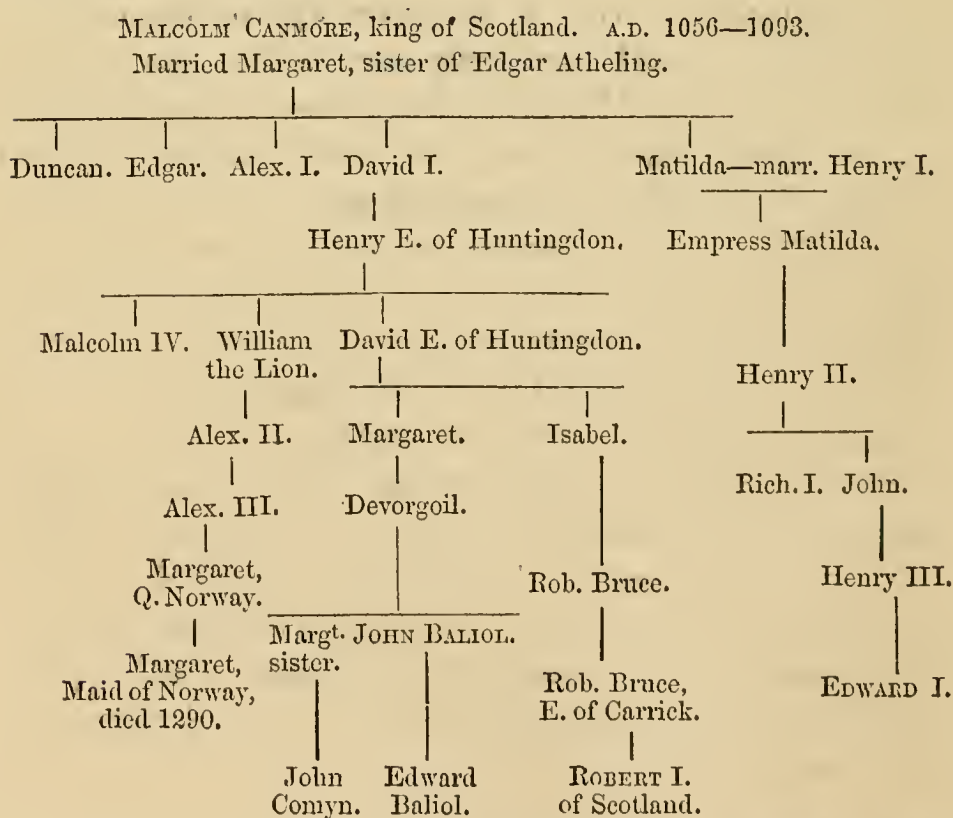 MALCOLM CANMORE, king of Scotland. A.D. 1056—1093.
Married Margaret, sister of Edgar Atheling.
Duncan. Edgar. Alex. I. David I. Matilda—marr. Henry I.
Henry E. of Huntingdon. Empress Matilda.
Malcolm IV. William the Lion. David E. of Huntingdon.
Henry II.
Alex. II. Margaret. Isabel.
Rich. I. John.
Alex. III. Devorgoil.
Margaret,
Q. Norway.
Rob. Bruce. Henry III.
Margt. JOHN BALIOL.
sister.
Margaret,
Maid of Norway,
died 1290.
Rob. Bruce,
E. of Carrick.
EDWARD I.
John
Comyn.
Edward
Baliol.
ROBERT I.
of Scotland.